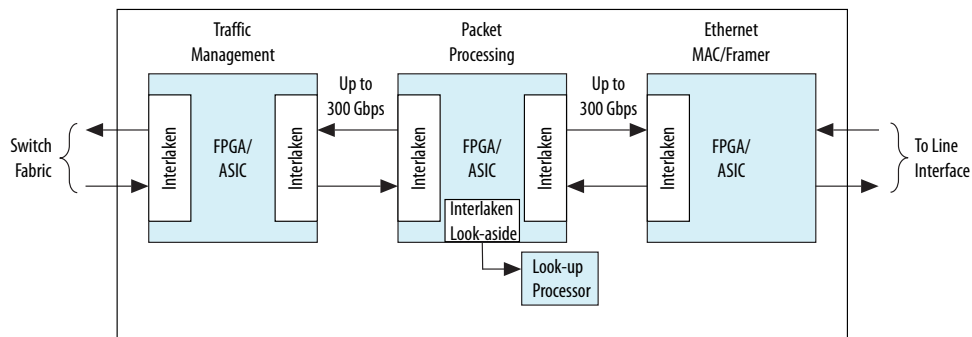 Traffic
Management
Packet
Processing
Ethernet
MAC/Framer
Up to
300 Gbps
Up to
300 Gbps
Switch
Fabric
Interlaken
FPGA/
ASIC
Interlaken
Interlaken
FPGA/
ASIC
Interlaken
Interlaken
FPGA/
ASIC
To Line
Interface
Interlaken
Look-aside
Look-up
Processor